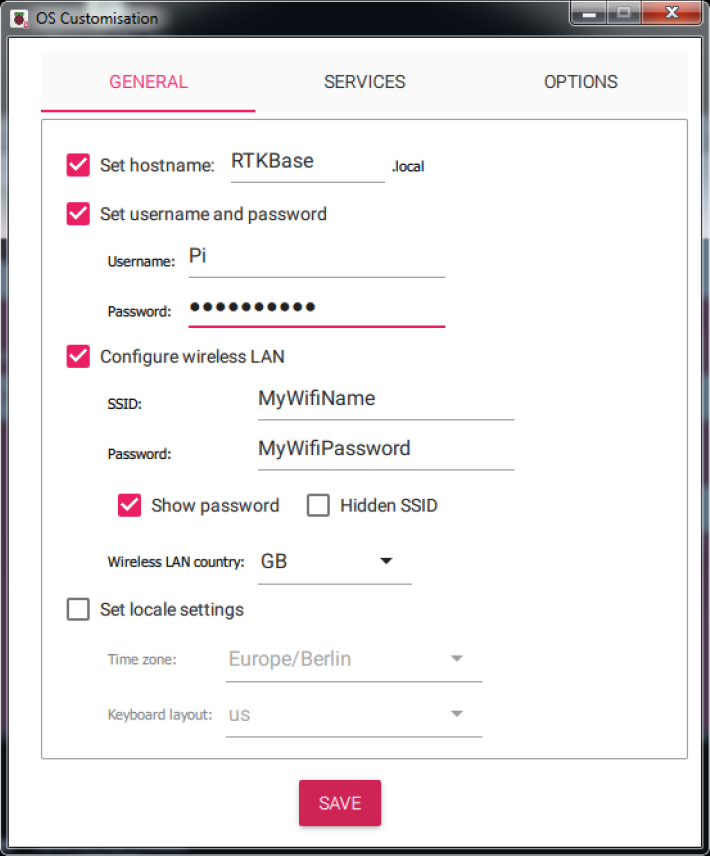 OS Customisation
GENERAL SERVICES OPTIONS
Set hostname: RTKBase .local
Set username and password
Username: Pi
Password: ••••••••••
Configure wireless LAN
SSID: MyWifiName
Password: MyWifiPassword
Show password Hidden SSID
Wireless LAN country: GB
Set locale settings
Time zone: Europe/Berlin
Keyboard layout: us
SAVE